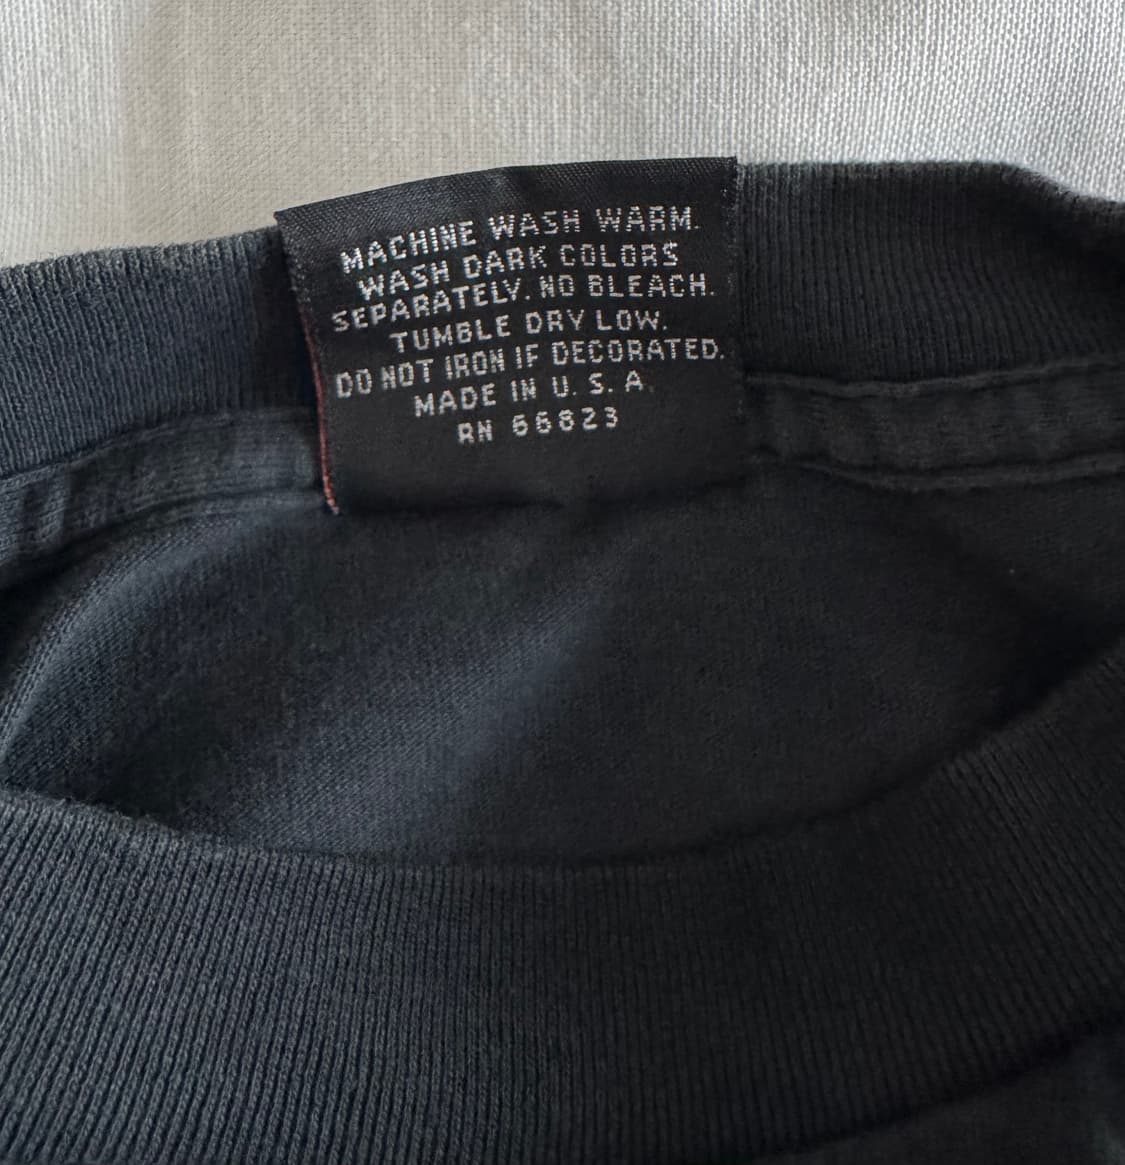 MACHINE WASH WARM.
WASH DARK COLORS
SEPARATELY. NO BLEACH.
TUMBLE DRY LOW.
DO NOT IRON IF DECORATED.
MADE IN U.S.A.
RN 66823